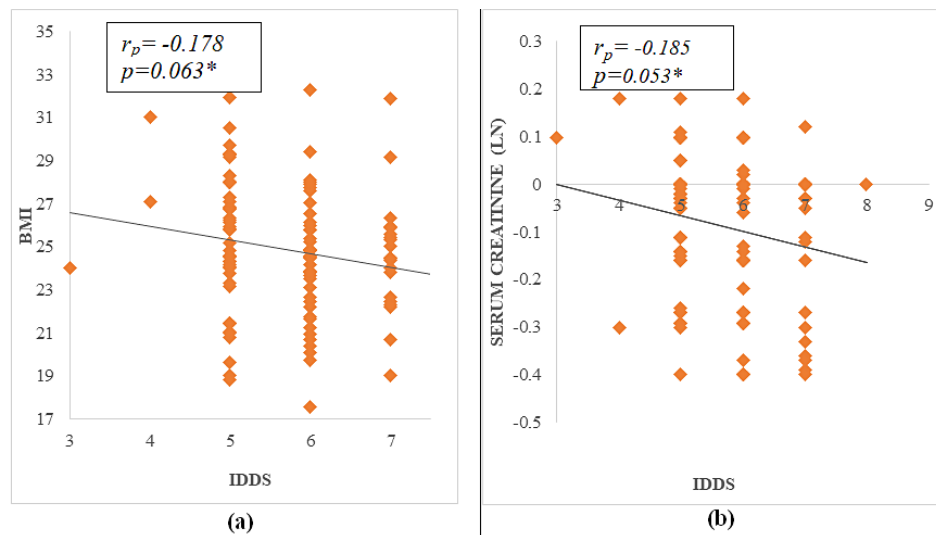 r_p= -0.178
p=0.063*
35
33
31
29
27
25
23
21
19
17
BMI
3 4 5 6 7
IDDS
(a)
r_p= -0.185
p=0.053*
0.3
0.2
0.1
0
-0.1
-0.2
-0.3
-0.4
-0.5
SERUM CREATININE (LN)
3 4 5 6 7 8 9
IDDS
(b)